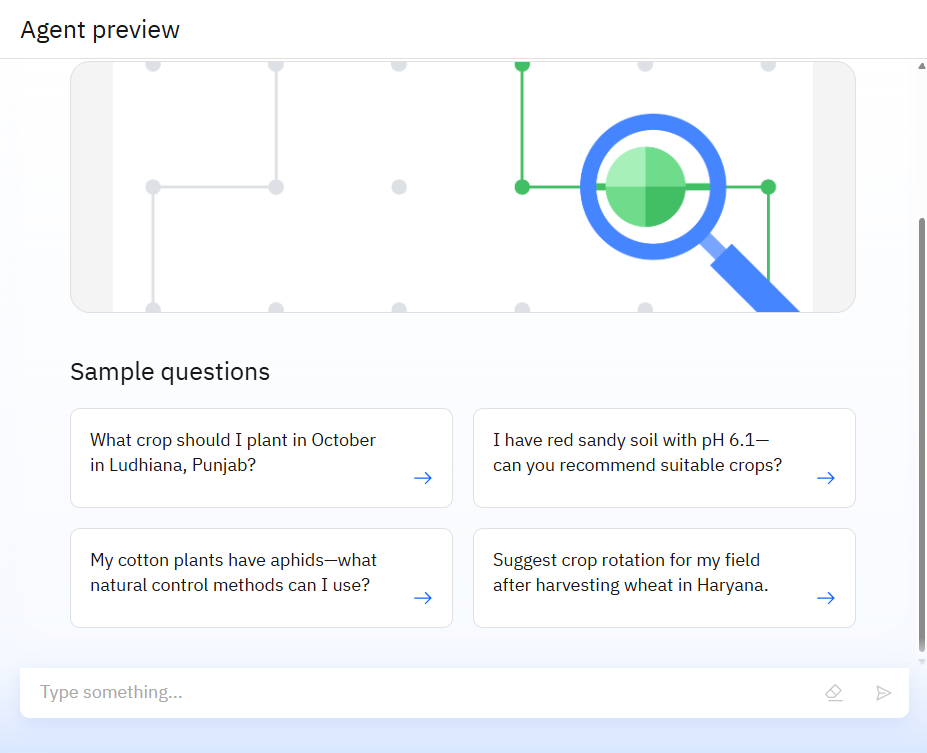 Agent preview
Sample questions
What crop should I plant in October
in Ludhiana, Punjab?
I have red sandy soil with pH 6.1—
can you recommend suitable crops?
My cotton plants have aphids—what
natural control methods can I use?
Suggest crop rotation for my field
after harvesting wheat in Haryana.
Type something...